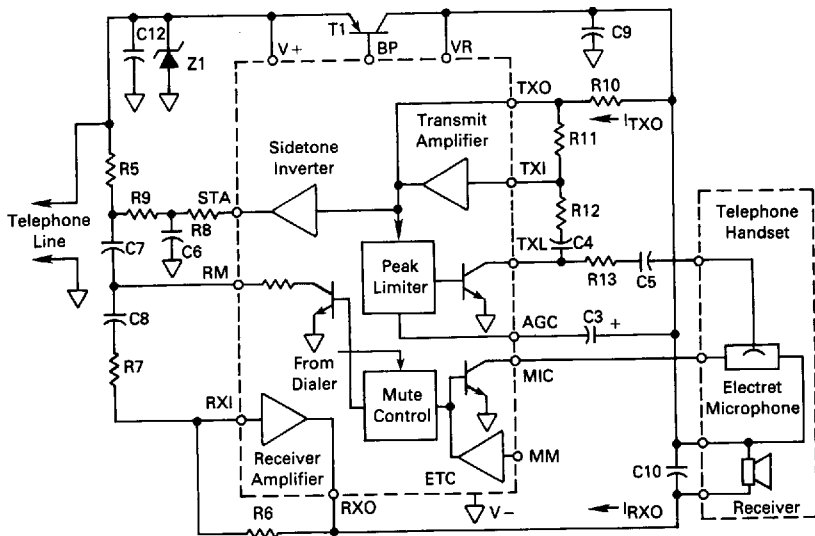 C12
Z1
V+
T1
BP
VR
C9
TXO
R10
ITXO
R11
Transmit
Amplifier
Sidetone
Inverter
TXI
R5
R9
STA
R8
C6
R12
TXL
C4
Telephone
Line
C7
RM
Peak
Limiter
R13
C5
Telephone
Handset
C8
AGC
C3
+
R7
From
Dialer
MIC
Electret
Microphone
RXI
Mute
Control
MM
C10
Receiver
Amplifier
ETC
RXO
V-
IRXO
Receiver
R6